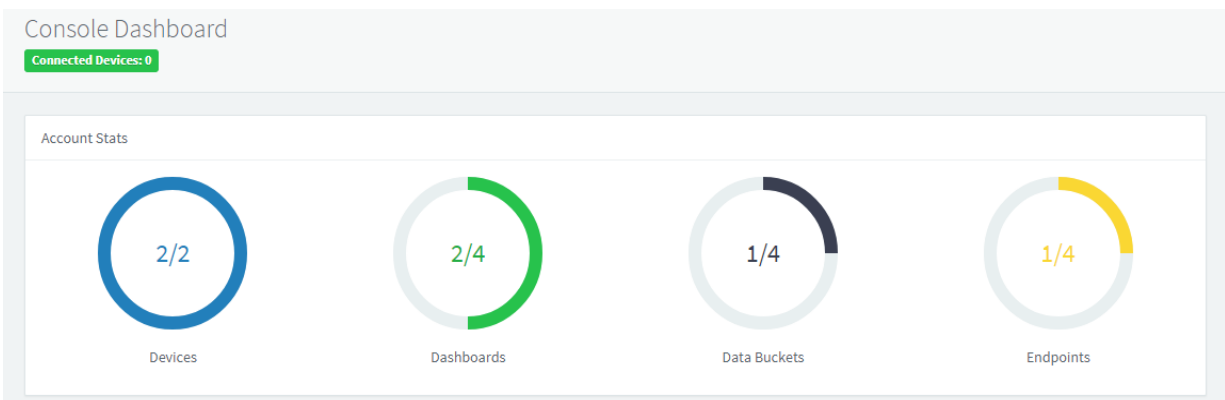 Console Dashboard
Connected Devices: 0
Account Stats
2/2
2/4
1/4
1/4
Devices
Dashboards
Data Buckets
Endpoints